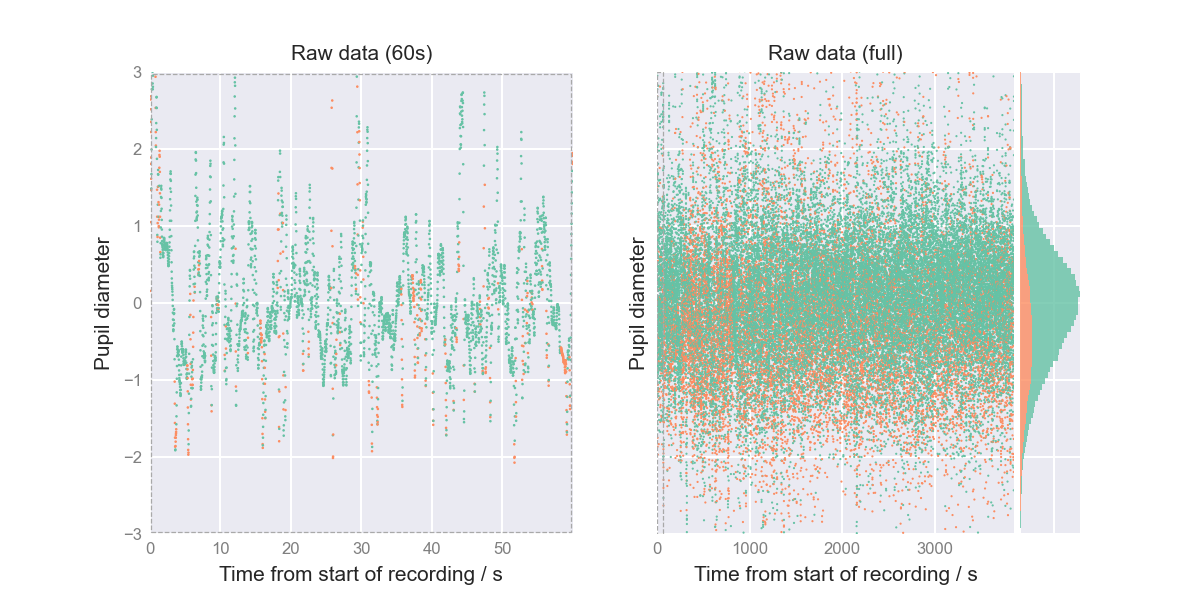 Raw data (60s)
Raw data (full)
Pupil diameter
3
2
1
0
−1
−2
−3
0 10 20 30 40 50
Time from start of recording / s
Pupil diameter
0 1000 2000 3000
Time from start of recording / s